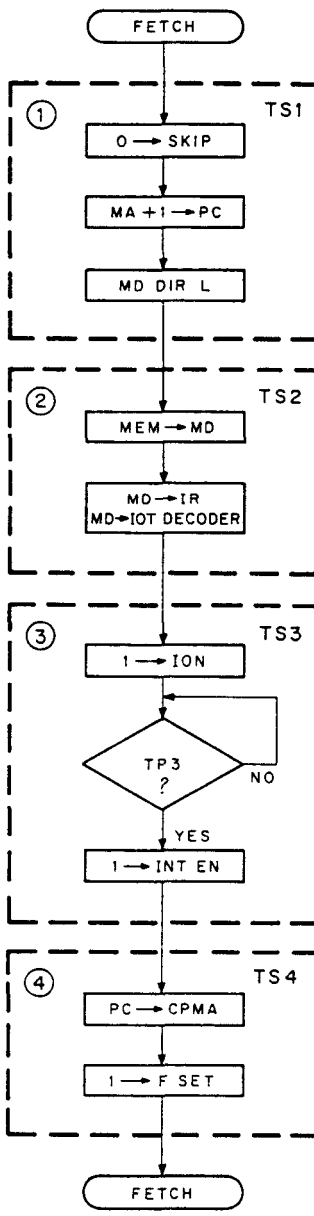 FETCH
① TS1
0 → SKIP
MA + 1 → PC
MD DIR L
② TS2
MEM → MD
MD → IR
MD → IOT DECODER
③ TS3
1 → ION
TP3
?
NO
YES
1 → INT EN
④ TS4
PC → CPMA
1 → F SET
FETCH